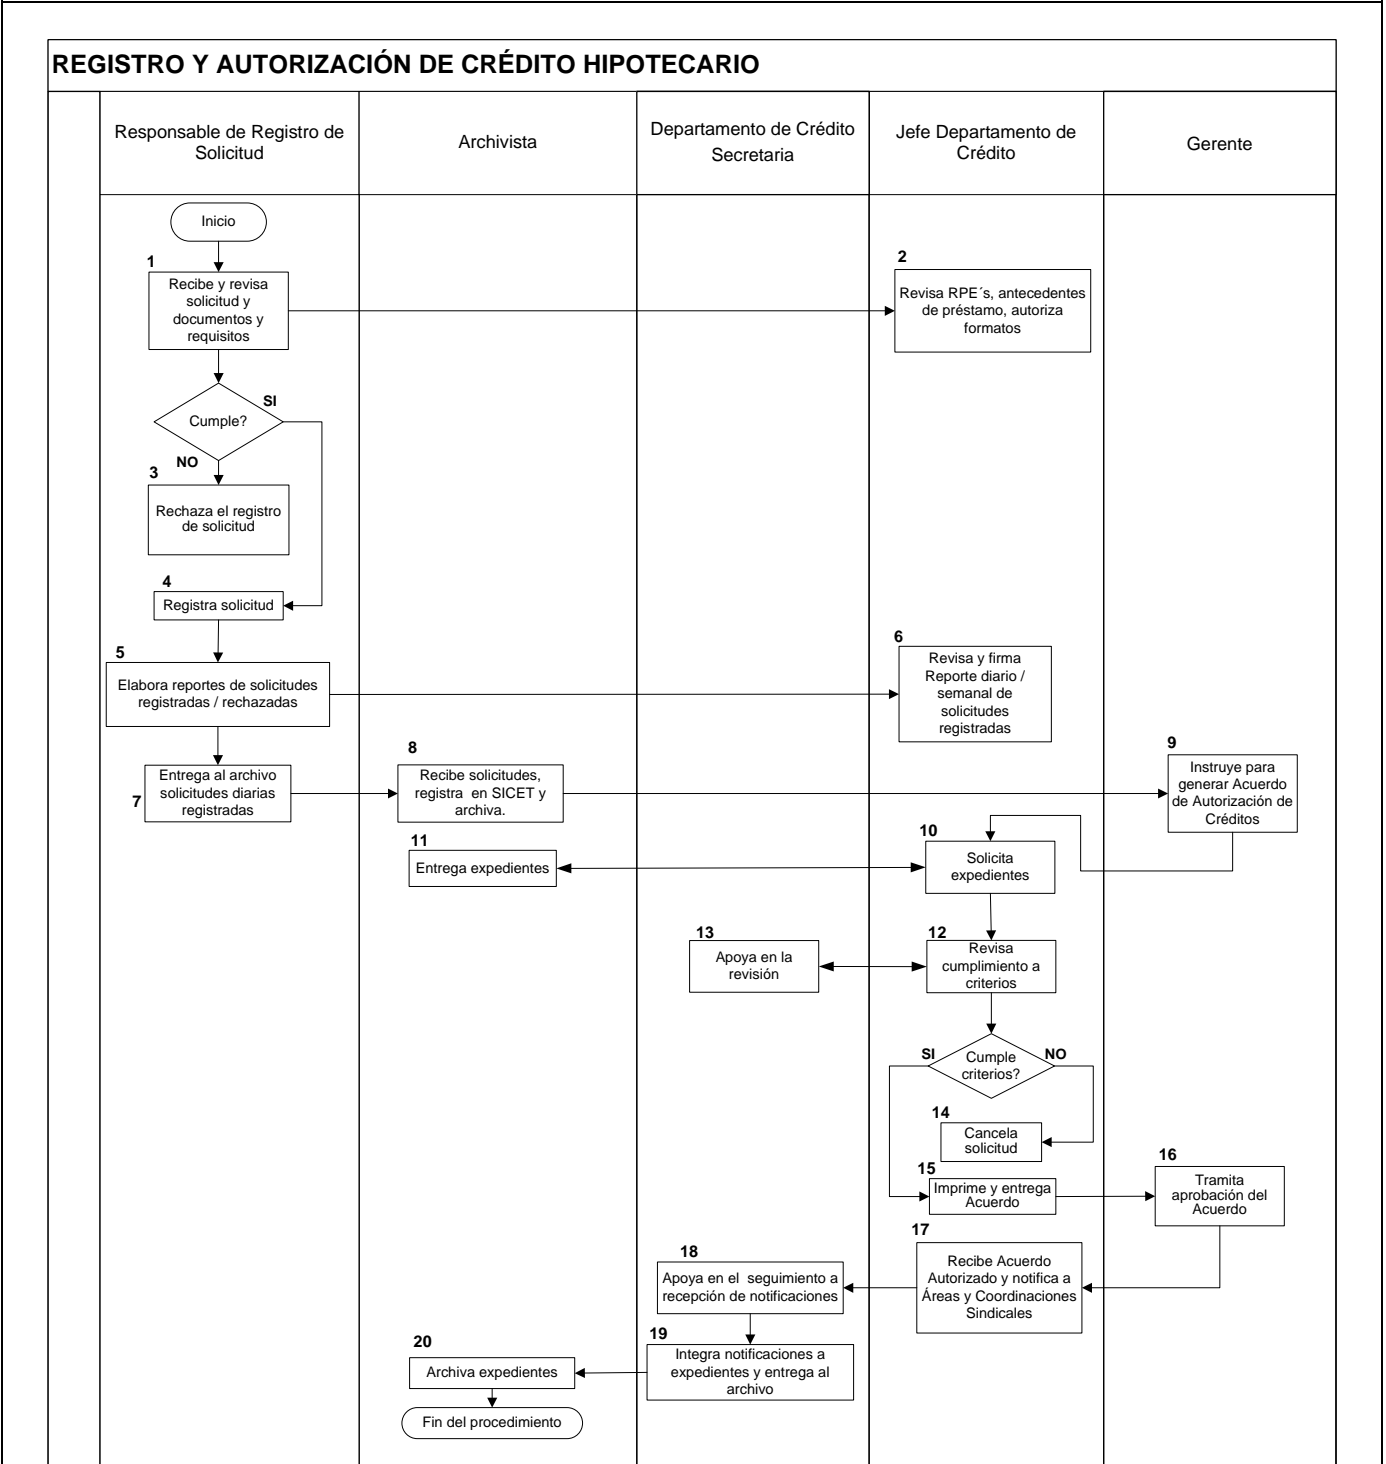 REGISTRO Y AUTORIZACIÓN DE CRÉDITO HIPOTECARIO
Responsable de Registro de
Solicitud
Archivista
Departamento de Crédito
Secretaria
Jefe Departamento de
Crédito
Gerente
Inicio
1
Recibe y revisa
solicitud y
documentos y
requisitos
2
Revisa RPE´s, antecedentes
de préstamo, autoriza
formatos
Cumple?
SI
NO
3
Rechaza el registro
de solicitud
4
Registra solicitud
5
Elabora reportes de solicitudes
registradas / rechazadas
6
Revisa y firma
Reporte diario /
semanal de
solicitudes
registradas
7
Entrega al archivo
solicitudes diarias
registradas
8
Recibe solicitudes,
registra en SICET y
archiva.
9
Instruye para
generar Acuerdo
de Autorización de
Créditos
10
Solicita
expedientes
11
Entrega expedientes
12
Revisa
cumplimiento a
criterios
13
Apoya en la
revisión
SI
Cumple
criterios?
NO
14
Cancela
solicitud
15
Imprime y entrega
Acuerdo
16
Tramita
aprobación del
Acuerdo
17
Recibe Acuerdo
Autorizado y notifica a
Áreas y Coordinaciones
Sindicales
18
Apoya en el seguimiento a
recepción de notificaciones
19
Integra notificaciones a
expedientes y entrega al
archivo
20
Archiva expedientes
Fin del procedimiento